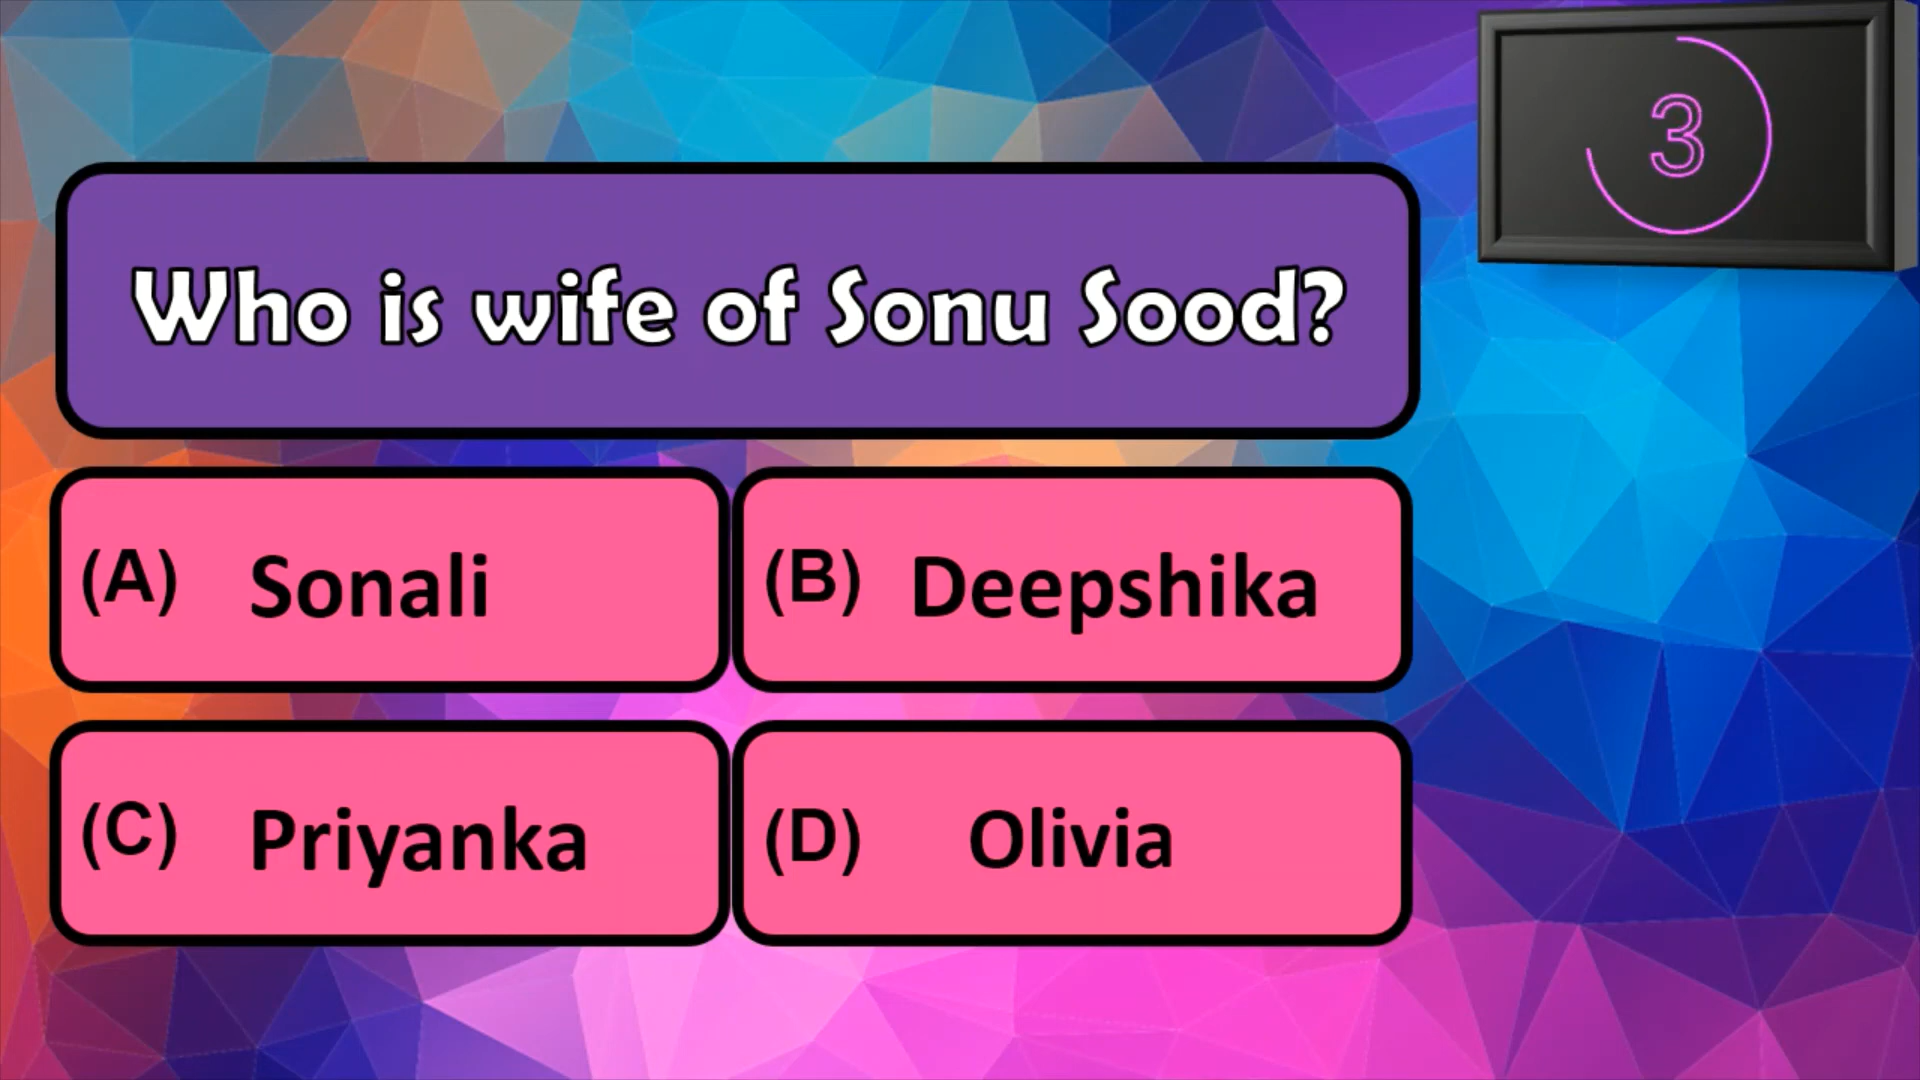 3
Who is wife of Sonu Sood?
(A) Sonali
(B) Deepshika
(C) Priyanka
(D) Olivia